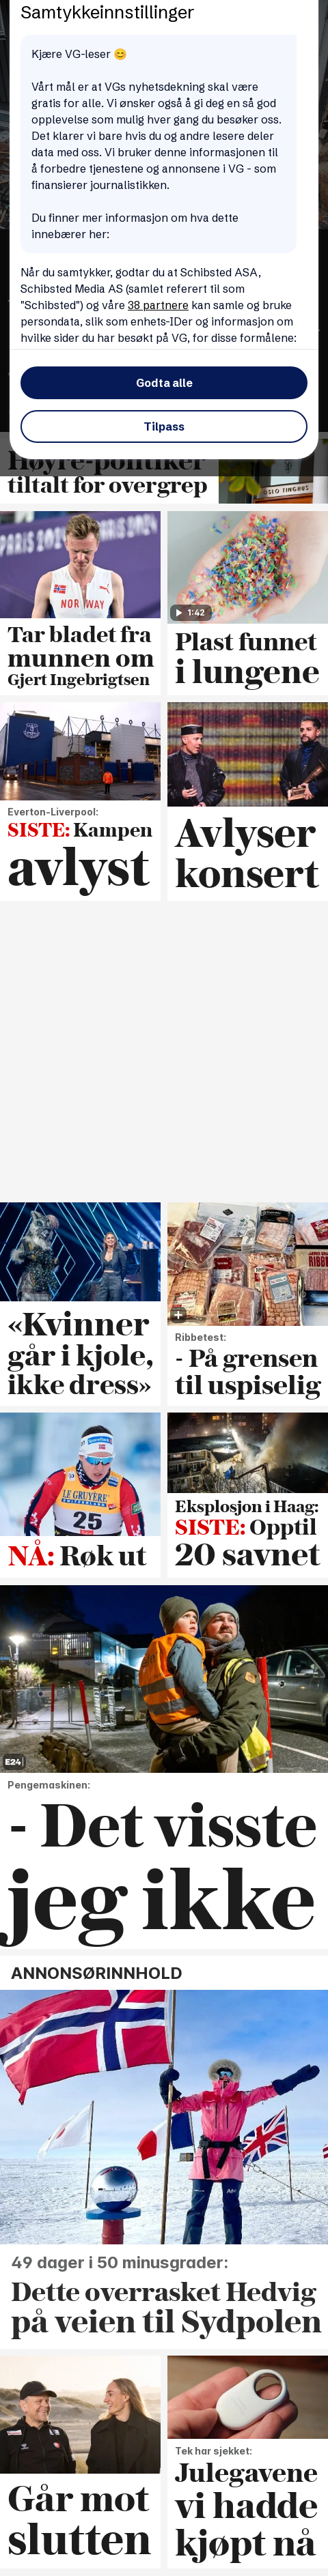 Samtykkeinnstillinger
Kjære VG-leser 😊
Vårt mål er at VGs nyhetsdekning skal være
gratis for alle. Vi ønsker også å gi deg en så god
opplevelse som mulig hver gang du besøker oss.
Det klarer vi bare hvis du og andre lesere deler
data med oss. Vi bruker denne informasjonen til
å forbedre tjenestene og annonsene i VG - som
finansierer journalistikken.
Du finner mer informasjon om hva dette
innebærer her:
Når du samtykker, godtar du at Schibsted ASA,
Schibsted Media AS (samlet referert til som
"Schibsted") og våre 38 partnere kan samle og bruke
persondata, slik som enhets-IDer og informasjon om
hvilke sider du har besøkt på VG, for disse formålene:
Godta alle
Tilpass
Høyre-politiker
tiltalt for overgrep
OSLO TINGHUS
NORWAY
1:42
Tar bladet fra
munnen om
Gjert Ingebrigtsen
Plast funnet
i lungene
Everton-Liverpool:
SISTE: Kampen
avlyst
Avlyser
konsert
«Kvinner
går i kjole,
ikke dress»
Ribbetest:
- På grensen
til uspiselig
LE GRUYÈRE
25
NÅ: Røk ut
Eksplosjon i Haag:
SISTE: Opptil
20 savnet
E24
Pengemaskinen:
- Det visste
jeg ikke
ANNONSØRINNHOLD
49 dager i 50 minusgrader:
Dette overrasket Hedvig
på veien til Sydpolen
Går mot
slutten
Tek har sjekket:
Julegavene
vi hadde
kjøpt nå